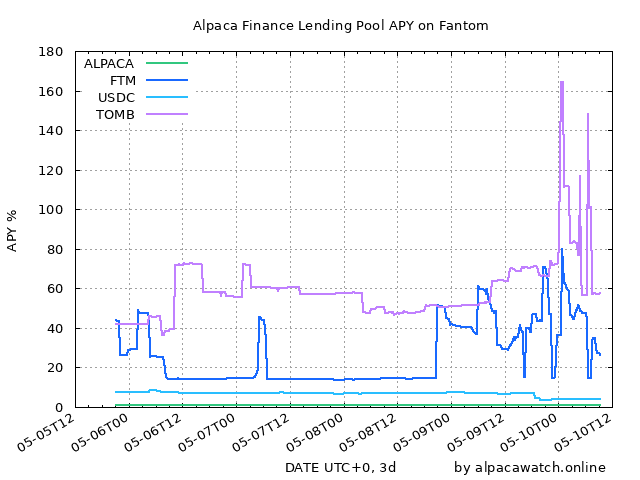 Alpaca Finance Lending Pool APY on Fantom
180
160
140
120
100
80
60
40
20
0
APY %
ALPACA
FTM
USDC
TOMB
05-05T12
05-06T00
05-06T12
05-07T00
05-07T12
05-08T00
05-08T12
05-09T00
05-09T12
05-10T00
05-10T12
DATE UTC+0, 3d
by alpacawatch.online